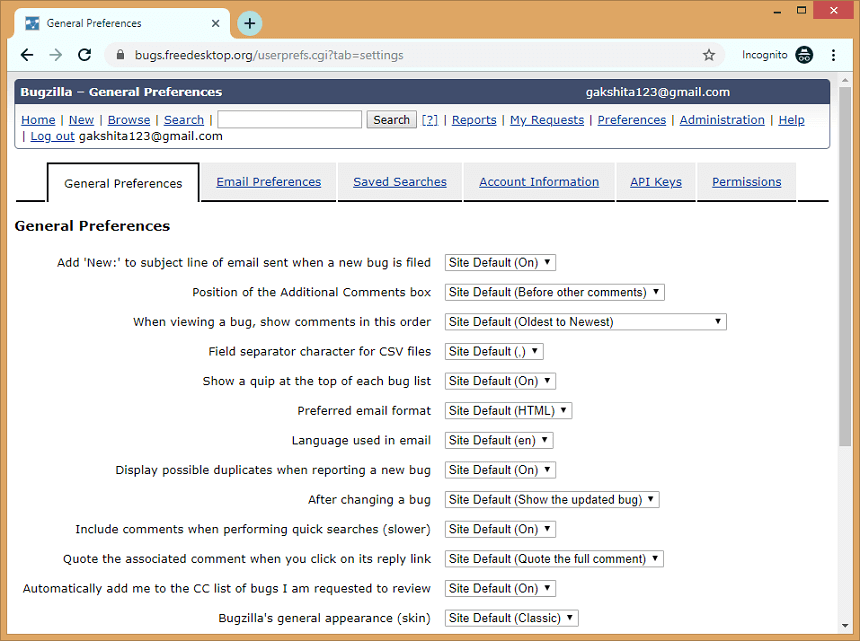 General Preferences
bugs.freedesktop.org/userprefs.cgi?tab=settings
Incognito
Bugzilla – General Preferences gakshita123@gmail.com
Home | New | Browse | Search | Search [?] | Reports | My Requests | Preferences | Administration | Help
| Log out gakshita123@gmail.com
General Preferences Email Preferences Saved Searches Account Information API Keys Permissions
General Preferences
Add 'New:' to subject line of email sent when a new bug is filed Site Default (On)
Position of the Additional Comments box Site Default (Before other comments)
When viewing a bug, show comments in this order Site Default (Oldest to Newest)
Field separator character for CSV files Site Default (,)
Show a quip at the top of each bug list Site Default (On)
Preferred email format Site Default (HTML)
Language used in email Site Default (en)
Display possible duplicates when reporting a new bug Site Default (On)
After changing a bug Site Default (Show the updated bug)
Include comments when performing quick searches (slower) Site Default (On)
Quote the associated comment when you click on its reply link Site Default (Quote the full comment)
Automatically add me to the CC list of bugs I am requested to review Site Default (On)
Bugzilla's general appearance (skin) Site Default (Classic)